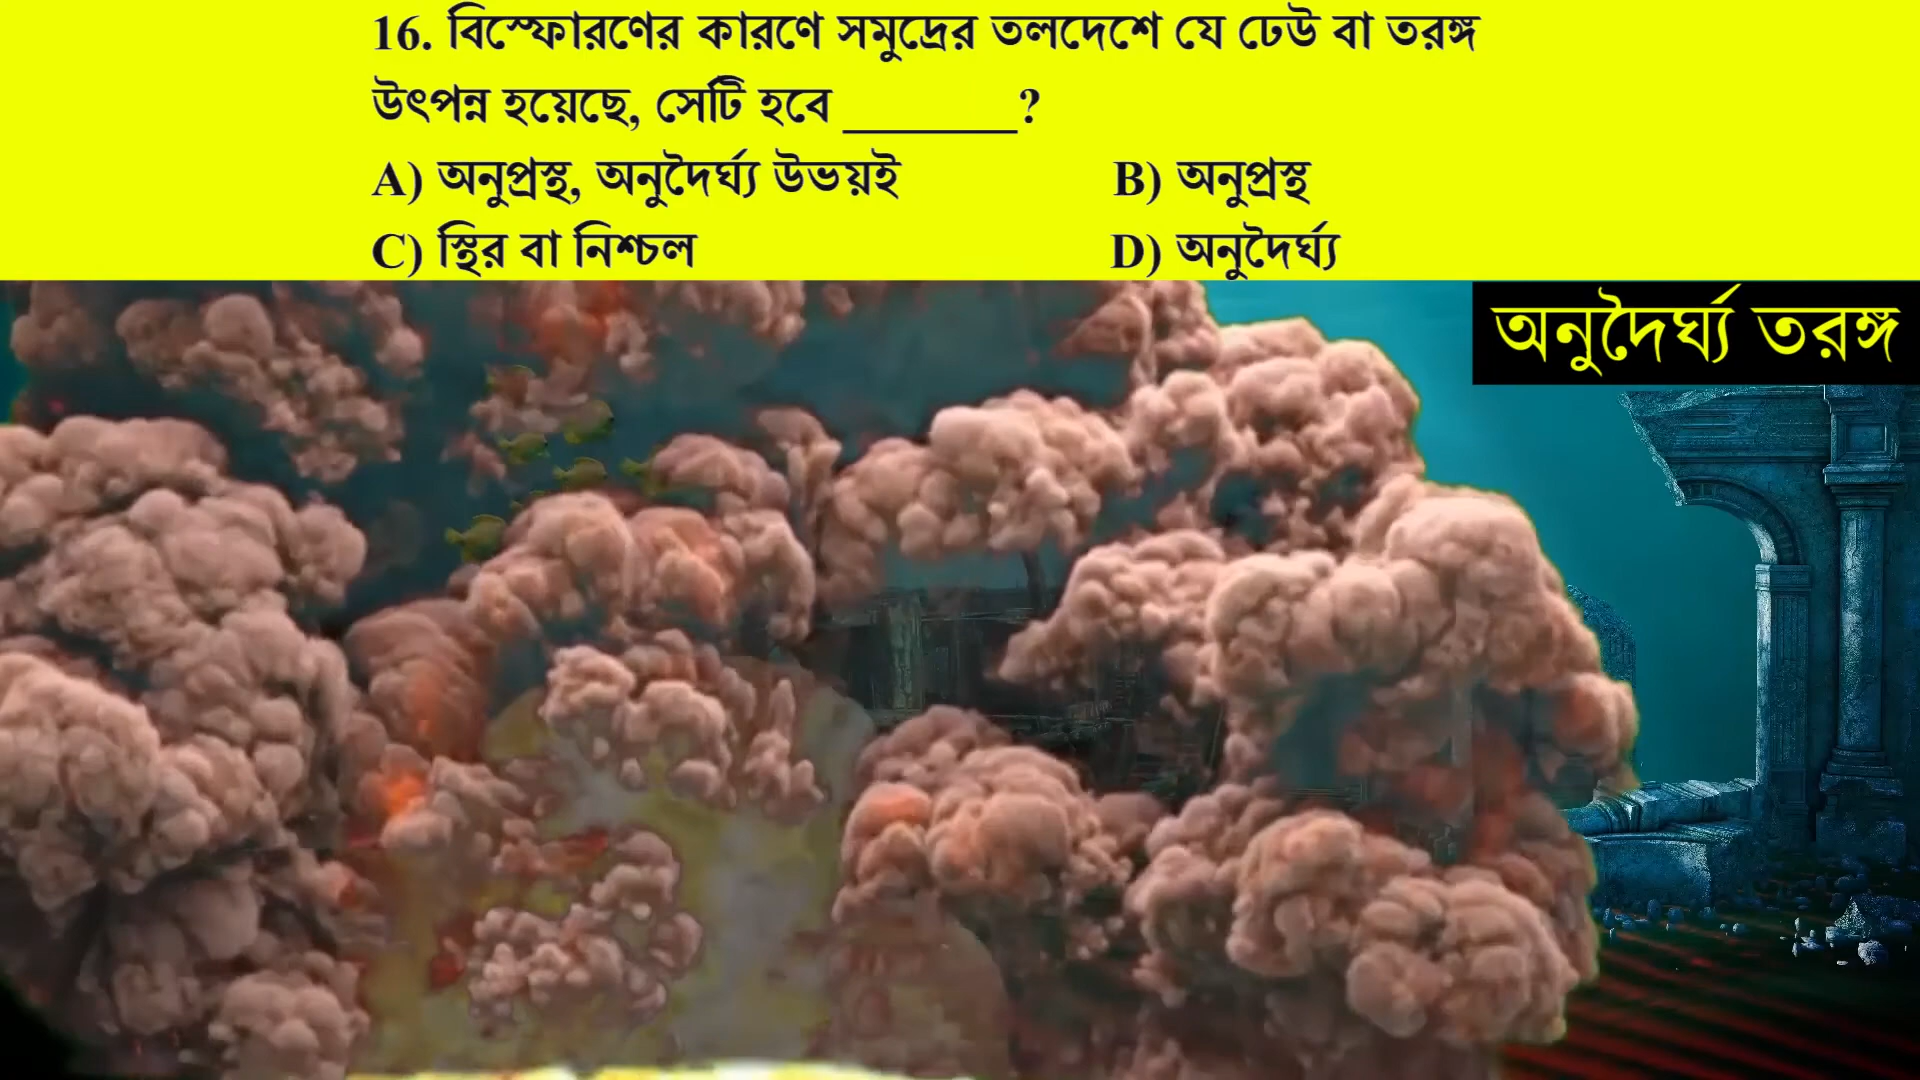 16. বিস্ফোরণের কারণে সমুদ্রের তলদেশে যে ঢেউ বা তরঙ্গ
উৎপন্ন হয়েছে, সেটি হবে _______?
A) অনুপ্রস্থ, অনুদৈর্ঘ্য উভয়ই B) অনুপ্রস্থ
C) স্থির বা নিশ্চল D) অনুদৈর্ঘ্য
অনুদৈর্ঘ্য তরঙ্গ